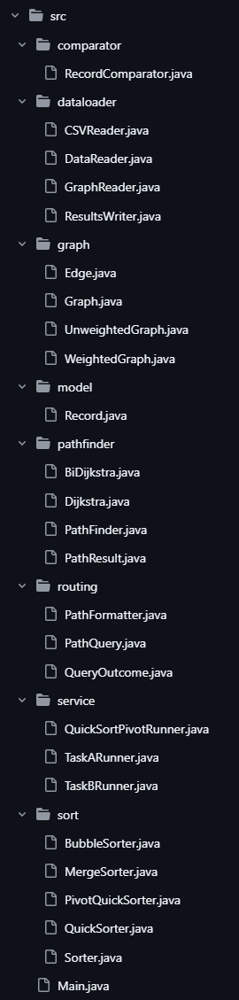 src
comparator
RecordComparator.java
dataloader
CSVReader.java
DataReader.java
GraphReader.java
ResultsWriter.java
graph
Edge.java
Graph.java
UnweightedGraph.java
WeightedGraph.java
model
Record.java
pathfinder
BiDijkstra.java
Dijkstra.java
PathFinder.java
PathResult.java
routing
PathFormatter.java
PathQuery.java
QueryOutcome.java
service
QuickSortPivotRunner.java
TaskARunner.java
TaskBRunner.java
sort
BubbleSorter.java
MergeSorter.java
PivotQuickSorter.java
QuickSorter.java
Sorter.java
Main.java